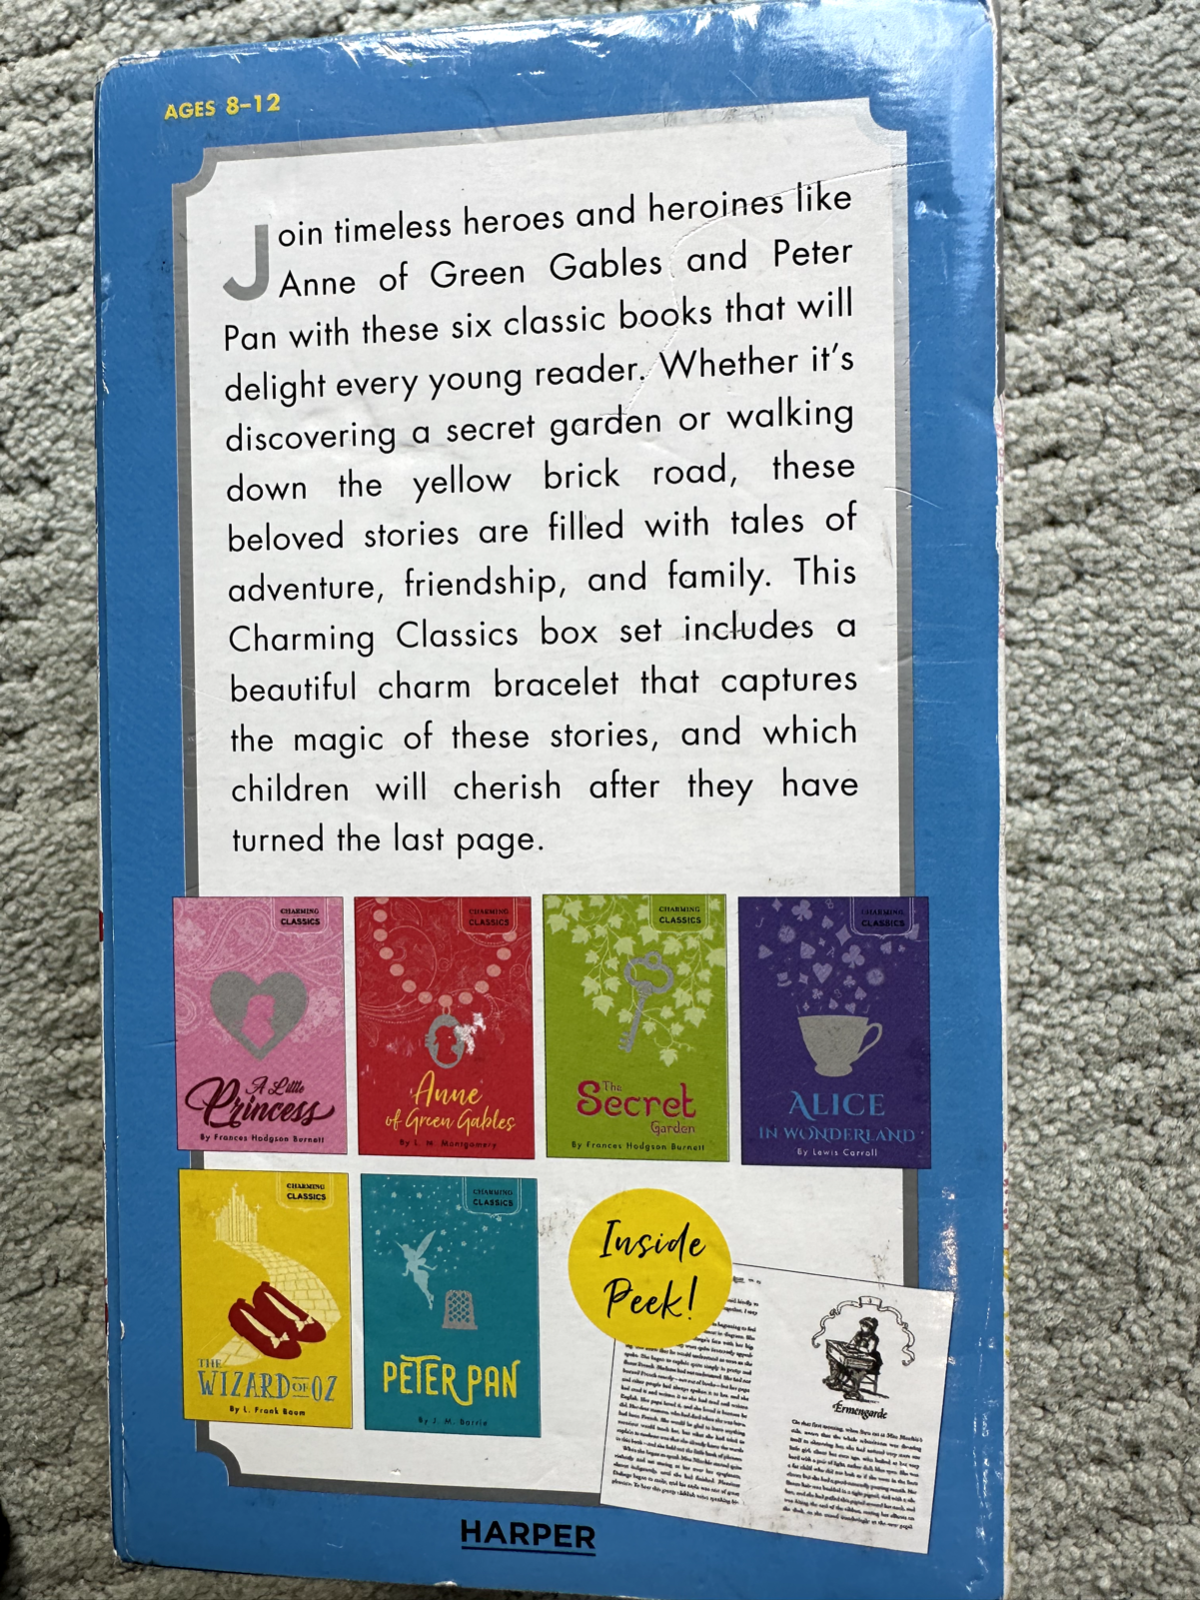 AGES 8–12
Join timeless heroes and heroines like
Anne of Green Gables and Peter
Pan with these six classic books that will
delight every young reader. Whether it's
discovering a secret garden or walking
down the yellow brick road, these
beloved stories are filled with tales of
adventure, friendship, and family. This
Charming Classics box set includes a
beautiful charm bracelet that captures
the magic of these stories, and which
children will cherish after they have
turned the last page.
CHARMING
CLASSICS
A Little
Princess
By Frances Hodgson Burnett
CHARMING
CLASSICS
Anne
of Green Gables
By L. M. Montgomery
CHARMING
CLASSICS
The
Secret
Garden
By Frances Hodgson Burnett
CHARMING
CLASSICS
ALICE
IN WONDERLAND
By Lewis Carroll
CHARMING
CLASSICS
THE
WIZARD OF OZ
By L. Frank Baum
CHARMING
CLASSICS
PETER PAN
By J. M. Barrie
Inside
Peek!
Ermengarde
HARPER